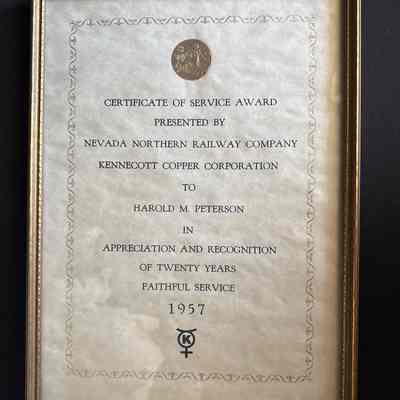 CERTIFICATE OF SERVICE AWARD
PRESENTED BY
NEVADA NORTHERN RAILWAY COMPANY
KENNECOTT COPPER CORPORATION
TO
HAROLD M. PETERSON
IN
APPRECIATION AND RECOGNITION
OF TWENTY YEARS
FAITHFUL SERVICE
1957
K